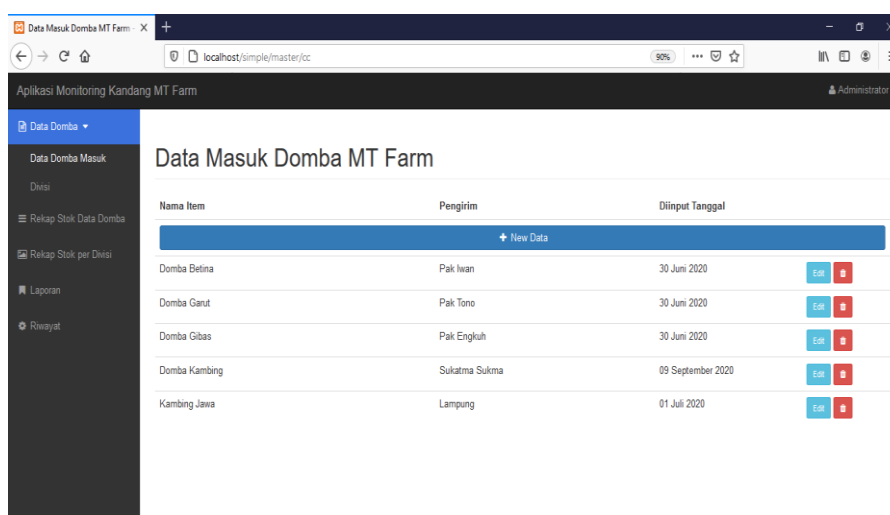 Data Masuk Domba MT Farm -
localhost/simple/master/cc
90%
Aplikasi Monitoring Kandang MT Farm
Administrator
Data Domba
Data Domba Masuk
Divisi
Rekap Stok Data Domba
Rekap Stok per Divisi
Laporan
Riwayat
Data Masuk Domba MT Farm
Nama Item Pengirim Diinput Tanggal
+ New Data
Domba Betina Pak Iwan 30 Juni 2020 Edit
Domba Garut Pak Tono 30 Juni 2020 Edit
Domba Gibas Pak Engkuh 30 Juni 2020 Edit
Domba Kambing Sukatma Sukma 09 September 2020 Edit
Kambing Jawa Lampung 01 Juli 2020 Edit